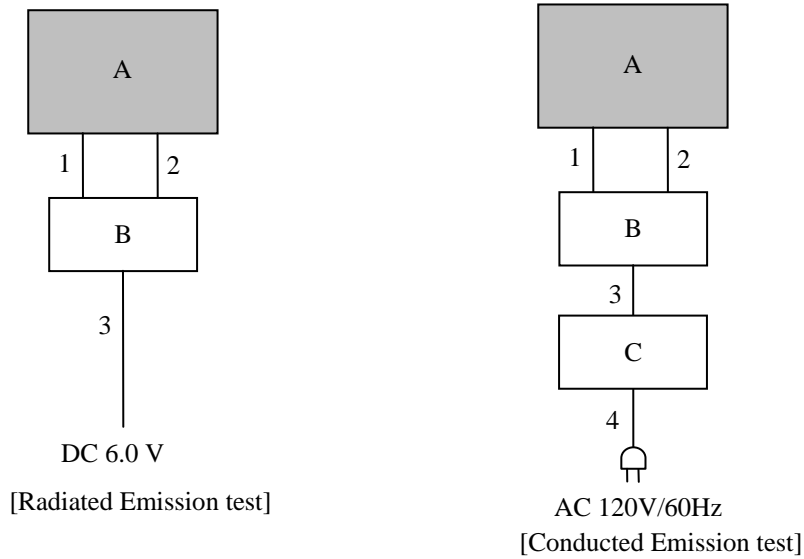 A
1
2
B
3
DC 6.0 V
[Radiated Emission test]
A
1
2
B
3
C
4
AC 120V/60Hz
[Conducted Emission test]